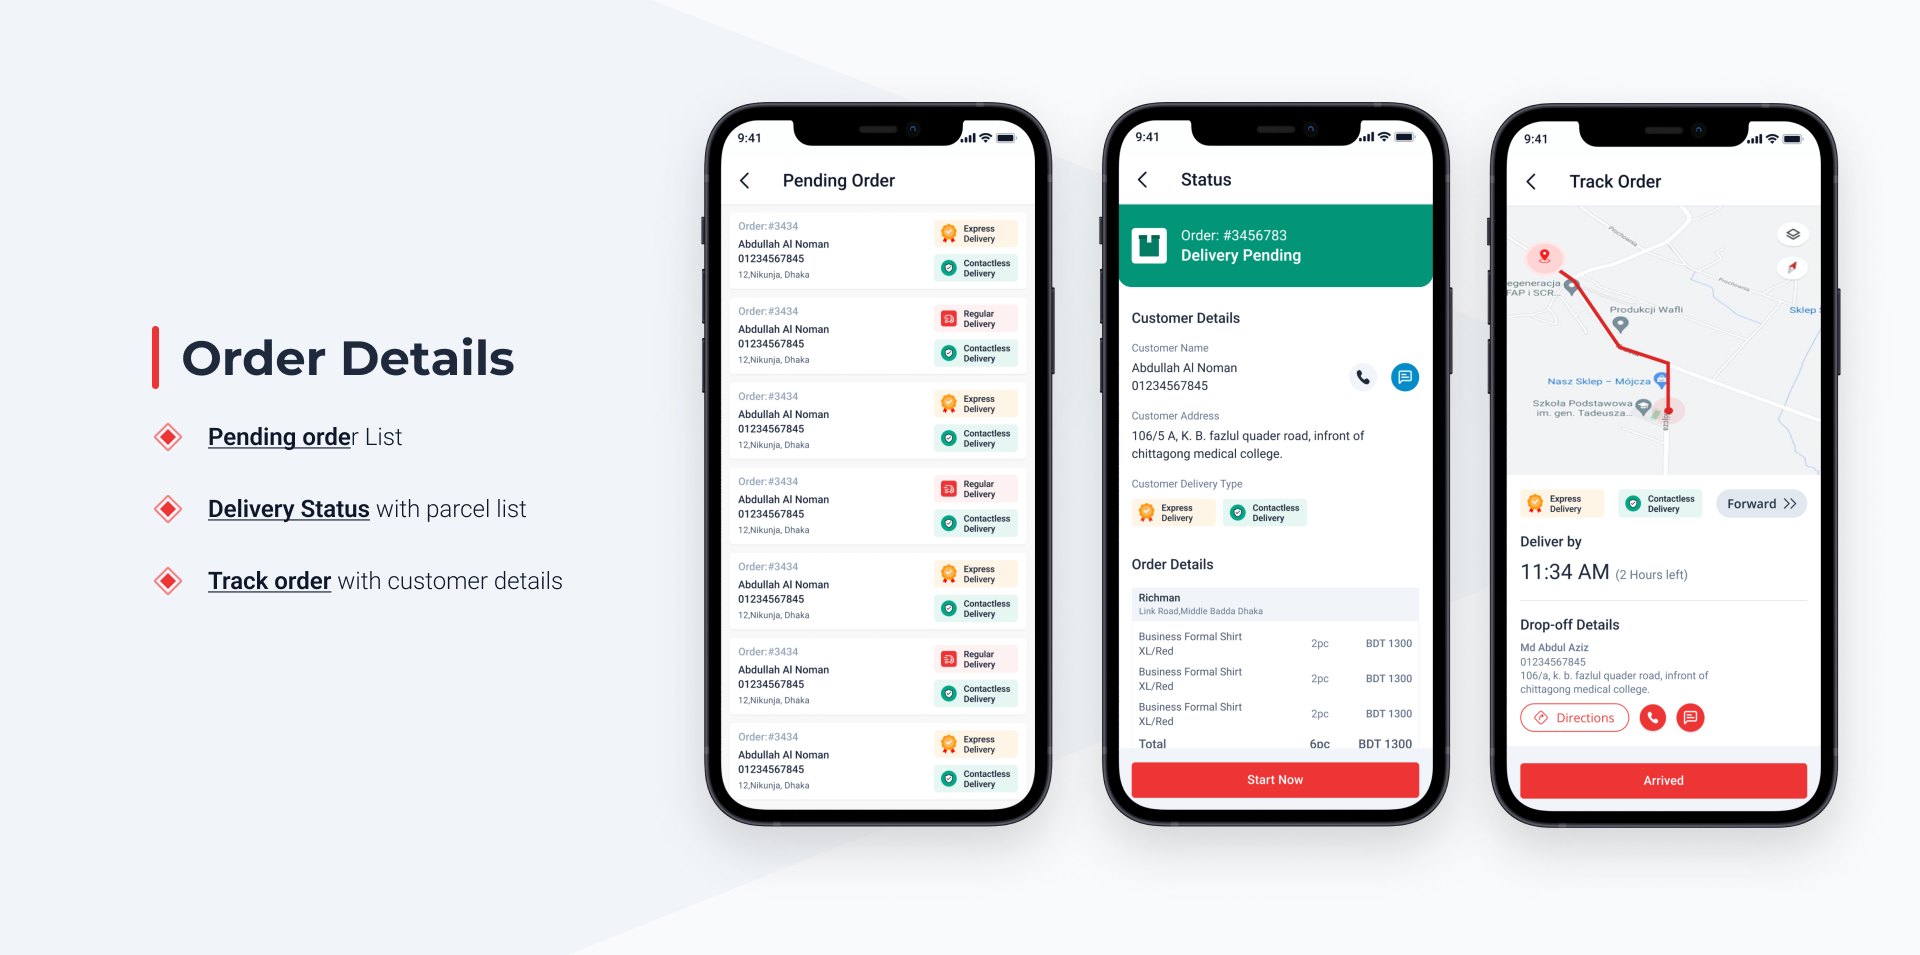 Order Details
Pending order List
Delivery Status with parcel list
Track order with customer details
9:41
Pending Order
Order:#3434
Abdullah Al Noman
01234567845
12,Nikunja, Dhaka
Express
Delivery
Contactless
Delivery
Order:#3434
Abdullah Al Noman
01234567845
12,Nikunja, Dhaka
Regular
Delivery
Contactless
Delivery
Order:#3434
Abdullah Al Noman
01234567845
12,Nikunja, Dhaka
Express
Delivery
Contactless
Delivery
Order:#3434
Abdullah Al Noman
01234567845
12,Nikunja, Dhaka
Regular
Delivery
Contactless
Delivery
Order:#3434
Abdullah Al Noman
01234567845
12,Nikunja, Dhaka
Express
Delivery
Contactless
Delivery
Order:#3434
Abdullah Al Noman
01234567845
12,Nikunja, Dhaka
Regular
Delivery
Contactless
Delivery
Order:#3434
Abdullah Al Noman
01234567845
12,Nikunja, Dhaka
Express
Delivery
Contactless
Delivery
9:41
Status
Order: #3456783
Delivery Pending
Customer Details
Customer Name
Abdullah Al Noman
01234567845
Customer Address
106/5 A, K. B. fazlul quader road, infront of
chittagong medical college.
Customer Delivery Type
Express
Delivery
Contactless
Delivery
Order Details
Richman
Link Road,Middle Badda Dhaka
Business Formal Shirt
XL/Red
2pc BDT 1300
Business Formal Shirt
XL/Red
2pc BDT 1300
Business Formal Shirt
XL/Red
2pc BDT 1300
Total 6pc BDT 1300
Start Now
9:41
Track Order
Piochownia
Piochownia
egeneracja
FAP i SCR...
Produkcji Wafli
Sklep
Nasz Sklep – Mójcza
Szkoła Podstawowa
im. gen. Tadeusza...
Express
Delivery
Contactless
Delivery
Forward
Deliver by
11:34 AM (2 Hours left)
Drop-off Details
Md Abdul Aziz
01234567845
106/a, k. b. fazlul quader road, infront of
chittagong medical college.
Directions
Arrived